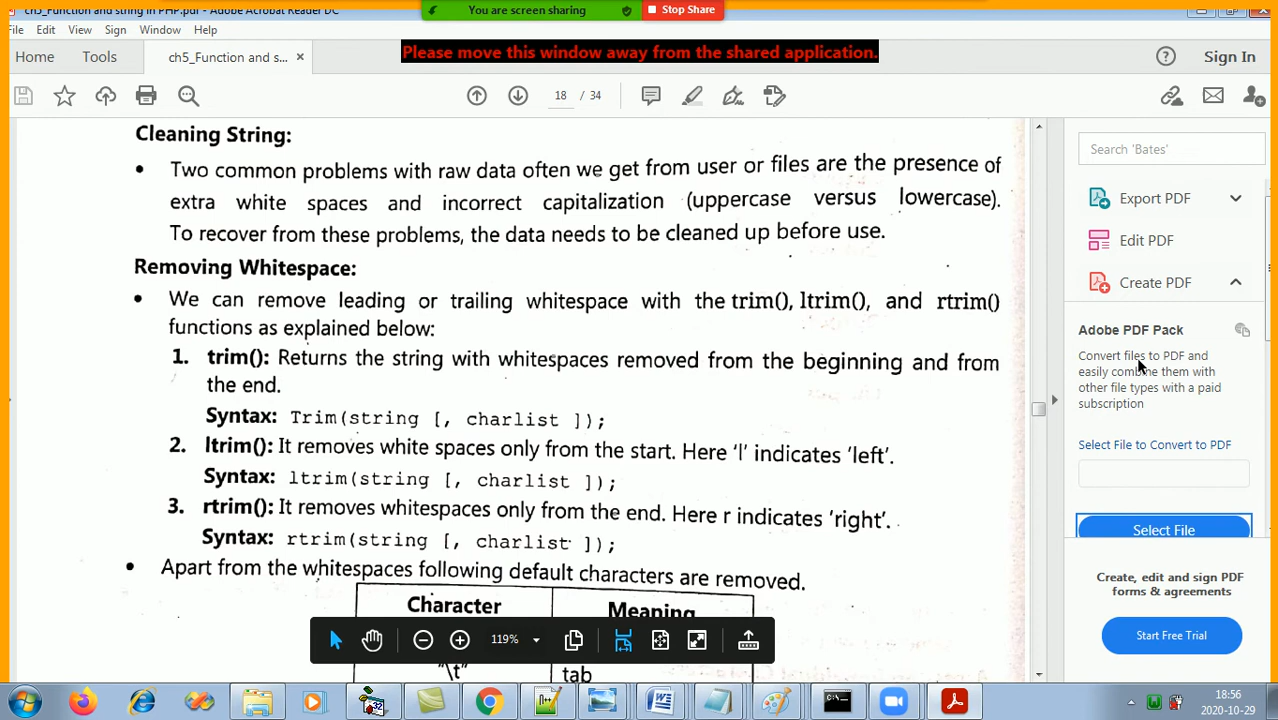 ch5_Function and string in PHP.pdf - Adobe Acrobat Reader DC
You are screen sharing
Stop Share
File Edit View Sign Window Help
Please move this window away from the shared application.
Home Tools ch5_Function and s... ×
Sign In
18 / 34
Cleaning String:
• Two common problems with raw data often we get from user or files are the presence of
extra white spaces and incorrect capitalization (uppercase versus lowercase).
To recover from these problems, the data needs to be cleaned up before use.
Removing Whitespace:
• We can remove leading or trailing whitespace with the trim(), ltrim(), and rtrim()
functions as explained below:
1. trim(): Returns the string with whitespaces removed from the beginning and from
the end.
Syntax: Trim(string [, charlist ]);
2. ltrim(): It removes white spaces only from the start. Here 'l' indicates 'left'.
Syntax: ltrim(string [, charlist ]);
3. rtrim(): It removes whitespaces only from the end. Here r indicates 'right'.
Syntax: rtrim(string [, charlist ]);
• Apart from the whitespaces following default characters are removed.
Character Meaning
"\t" tab
119%
Search 'Bates'
Export PDF
Edit PDF
Create PDF
Adobe PDF Pack
Convert files to PDF and
easily combine them with
other file types with a paid
subscription
Select File to Convert to PDF
Select File
Create, edit and sign PDF
forms & agreements
Start Free Trial
18:56
2020-10-29